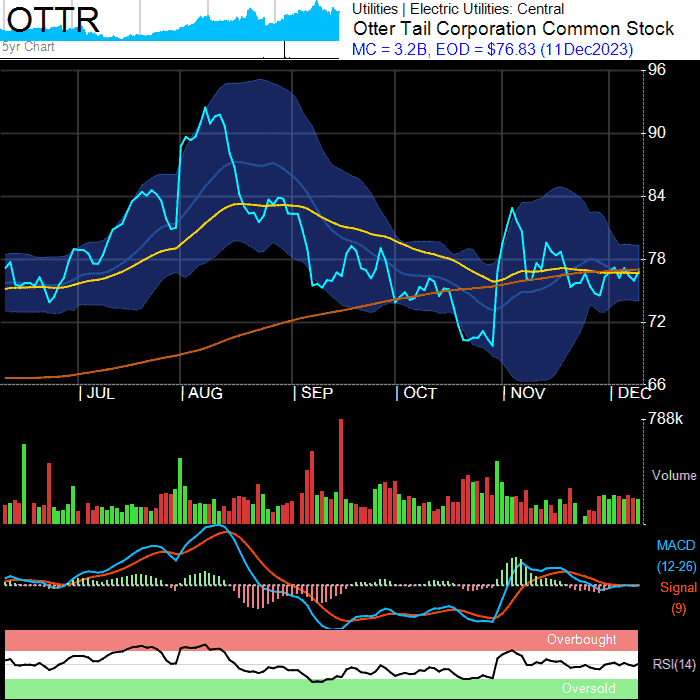 OTTR
5yr Chart
Utilities | Electric Utilities: Central
Otter Tail Corporation Common Stock
MC = 3.2B, EOD = $76.83 (11Dec2023)
96
90
84
78
72
66
| JUL | AUG | SEP | OCT | NOV | DEC
788k
Volume
MACD
(12-26)
Signal
(9)
Overbought
RSI(14)
Oversold